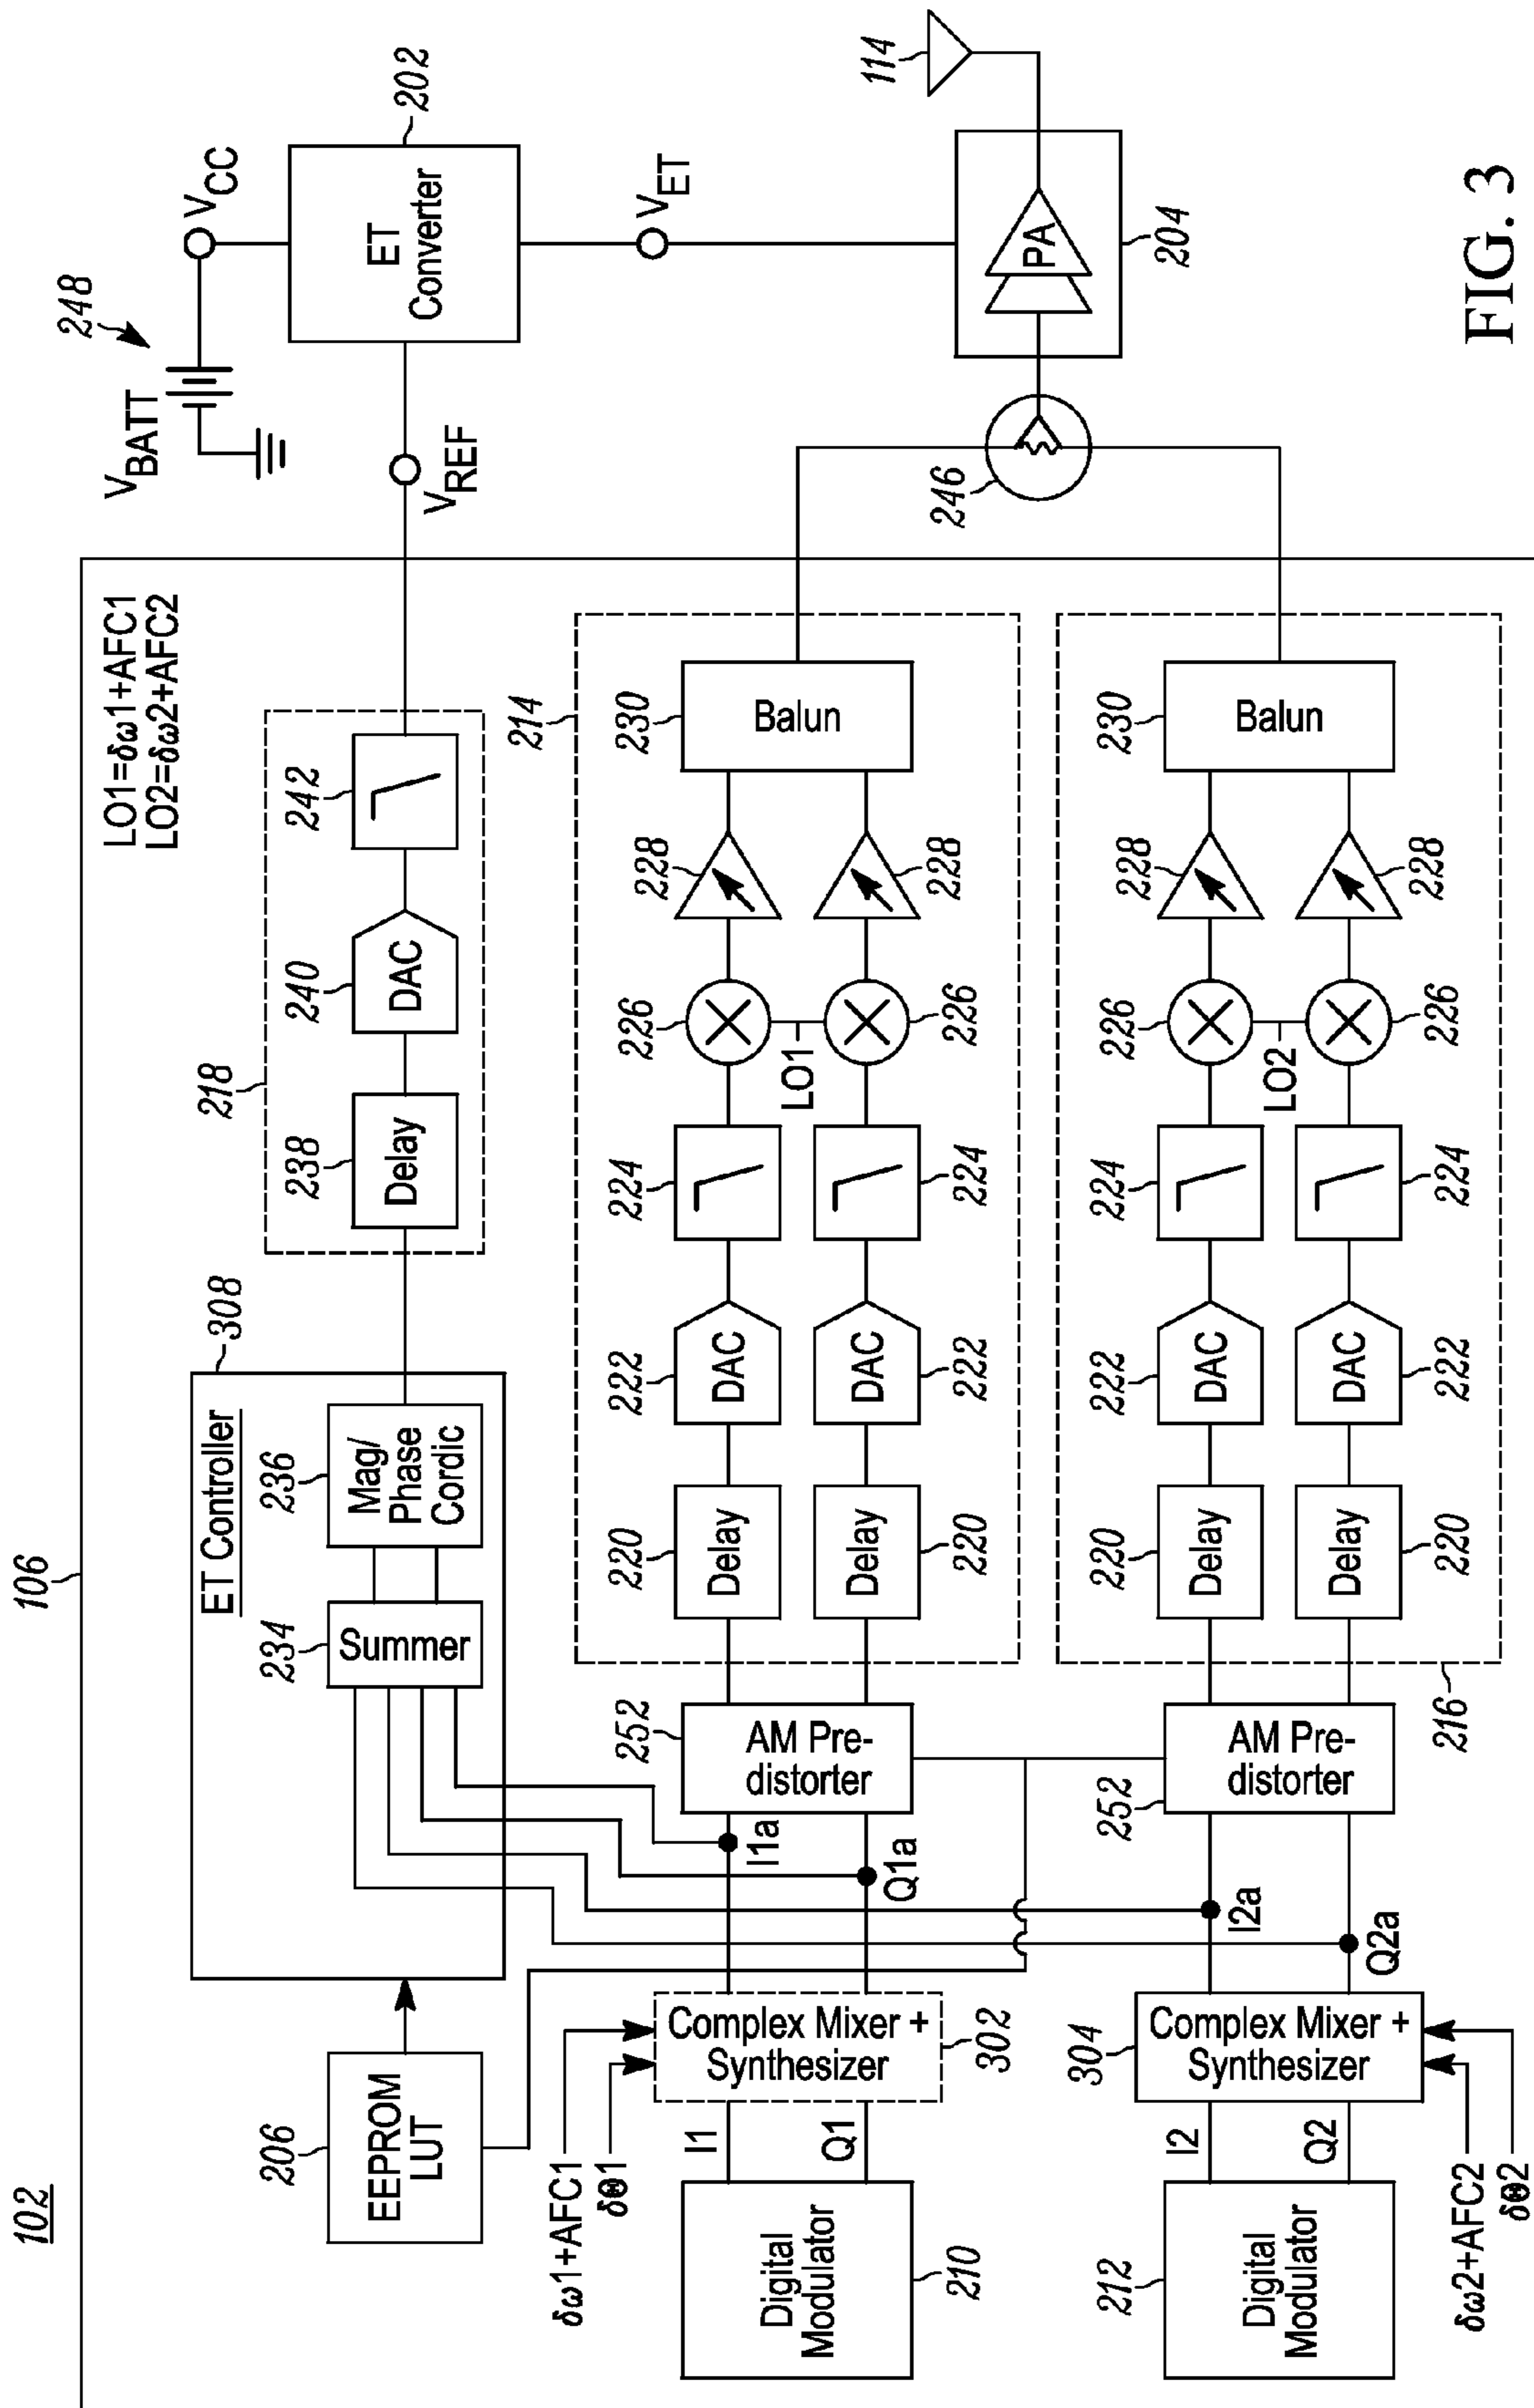 102
106
LO1=δω1+AFC1
LO2=δω2+AFC2
206
EEPROM
LUT
ET Controller
308
234
Summer
236
Mag/
Phase
Cordic
218
238
Delay
240
DAC
242
V_REF
V_BATT
248
V_CC
ET
Converter
202
V_ET
δω1+AFC1
δΘ1
Digital
Modulator
210
I1
Q1
Complex Mixer +
Synthesizer
302
I1a
Q1a
252
AM Pre-
distorter
214
220
Delay
Delay
220
222
DAC
DAC
222
224
224
226
LO1
226
228
228
230
Balun
246
PA
204
114
212
Digital
Modulator
I2
Q2
304
Complex Mixer +
Synthesizer
δω2+AFC2
δΘ2
I2a
Q2a
252
AM Pre-
distorter
216
220
Delay
Delay
220
222
DAC
DAC
222
224
224
226
LO2
226
228
228
230
Balun
FIG. 3